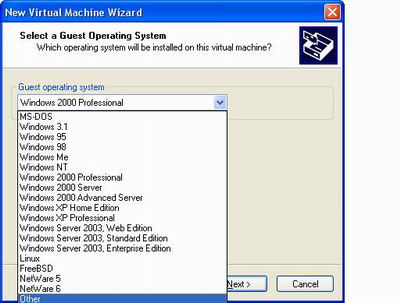 New Virtual Machine Wizard
Select a Guest Operating System
Which operating system will be installed on this virtual machine?
Guest operating system
Windows 2000 Professional
MS-DOS
Windows 3.1
Windows 95
Windows 98
Windows Me
Windows NT
Windows 2000 Professional
Windows 2000 Server
Windows 2000 Advanced Server
Windows XP Home Edition
Windows XP Professional
Windows Server 2003, Web Edition
Windows Server 2003, Standard Edition
Windows Server 2003, Enterprise Edition
Linux
FreeBSD
NetWare 5
NetWare 6
Other
Next >
Cancel